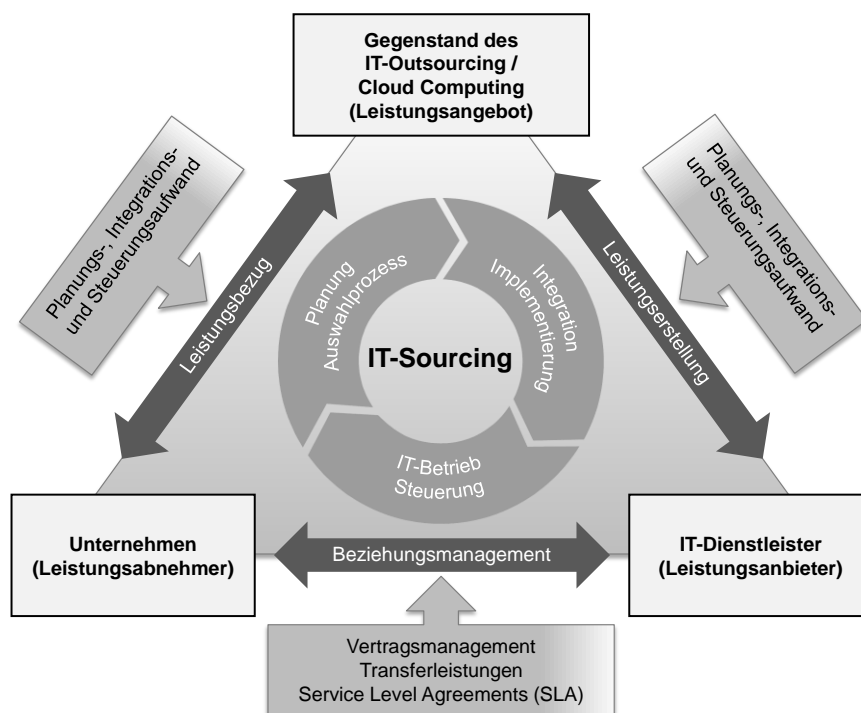 Gegenstand des
IT-Outsourcing /
Cloud Computing
(Leistungsangebot)
Planungs-, Integrations-
und Steuerungsaufwand
Planungs-, Integrations-
und Steuerungsaufwand
Leistungsbezug
Leistungserstellung
Planung
Auswahlprozess
Integration
Implementierung
IT-Sourcing
IT-Betrieb
Steuerung
Unternehmen
(Leistungsabnehmer)
Beziehungsmanagement
IT-Dienstleister
(Leistungsanbieter)
Vertragsmanagement
Transferleistungen
Service Level Agreements (SLA)